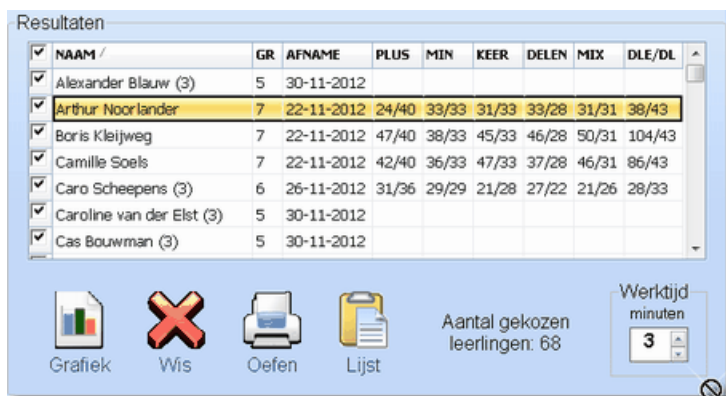 Resultaten
NAAM GR AFNAME PLUS MIN KEER DELEN MIX DLE/DL
Alexander Blauw (3) 5 30-11-2012
Arthur Noorlander 7 22-11-2012 24/40 33/33 31/33 33/28 31/31 38/43
Boris Kleijweg 7 22-11-2012 47/40 38/33 45/33 46/28 50/31 104/43
Camille Soels 7 22-11-2012 42/40 36/33 47/33 37/28 46/31 86/43
Caro Scheepens (3) 6 26-11-2012 31/36 29/29 21/28 27/22 21/26 28/33
Caroline van der Elst (3) 5 30-11-2012
Cas Bouwman (3) 5 30-11-2012
Werktijd
minuten
3
Aantal gekozen
leerlingen: 68
Grafiek Wis Oefen Lijst